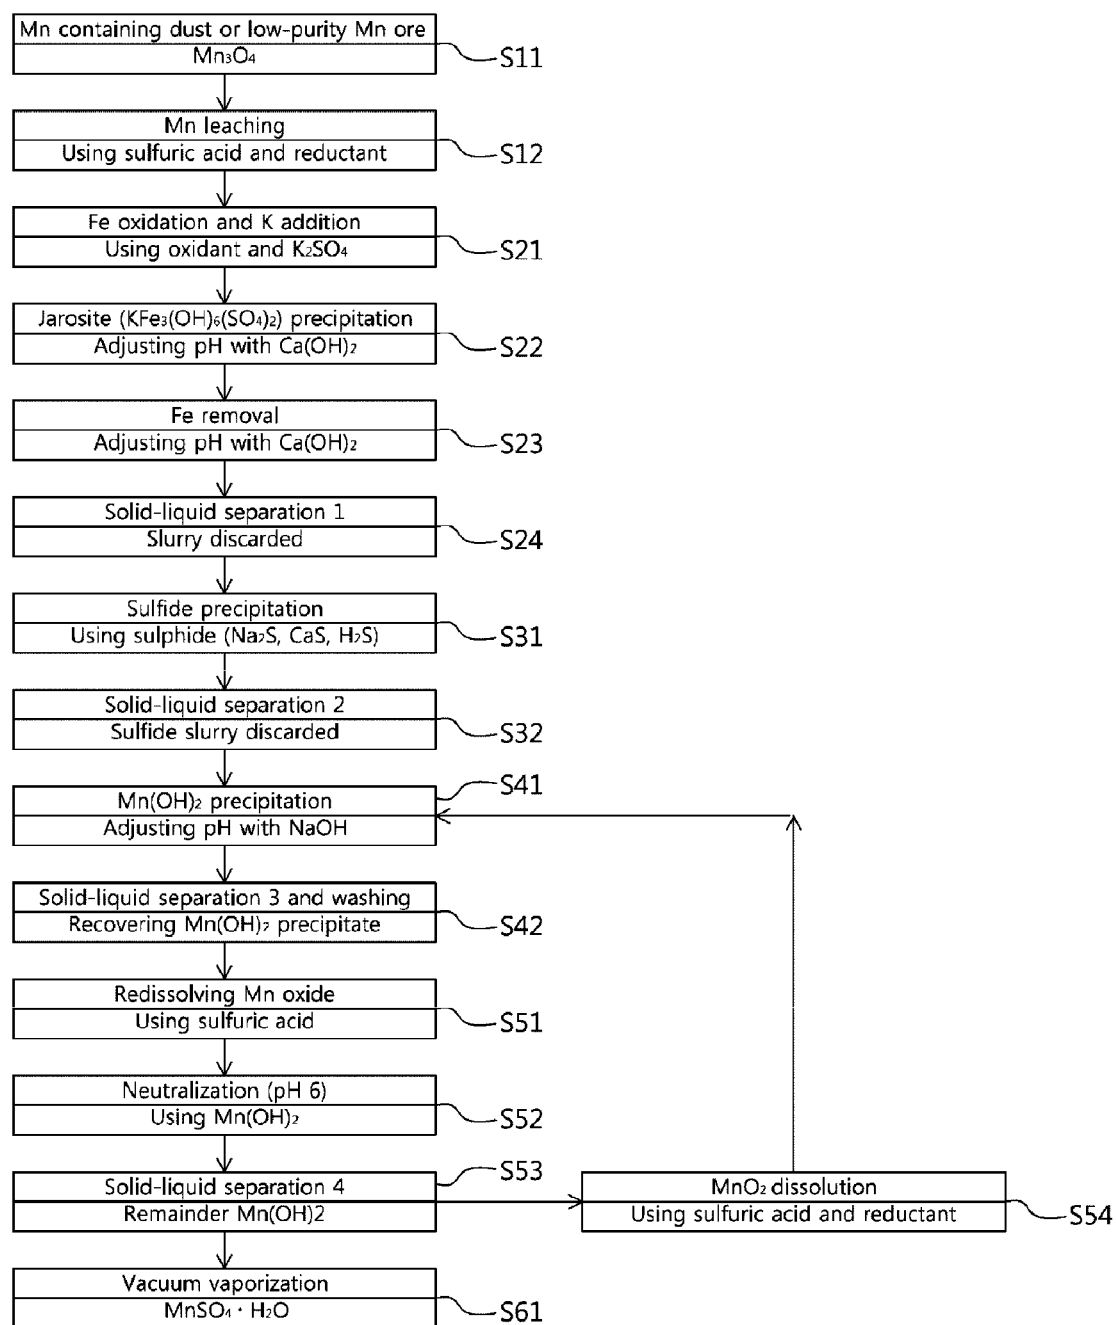 Mn containing dust or low-purity Mn ore
Mn₃O₄
S11
Mn leaching
Using sulfuric acid and reductant
S12
Fe oxidation and K addition
Using oxidant and K₂SO₄
S21
Jarosite (KFe₃(OH)₆(SO₄)₂) precipitation
Adjusting pH with Ca(OH)₂
S22
Fe removal
Adjusting pH with Ca(OH)₂
S23
Solid-liquid separation 1
Slurry discarded
S24
Sulfide precipitation
Using sulphide (Na₂S, CaS, H₂S)
S31
Solid-liquid separation 2
Sulfide slurry discarded
S32
S41
Mn(OH)₂ precipitation
Adjusting pH with NaOH
Solid-liquid separation 3 and washing
Recovering Mn(OH)₂ precipitate
S42
Redissolving Mn oxide
Using sulfuric acid
S51
Neutralization (pH 6)
Using Mn(OH)₂
S52
S53
Solid-liquid separation 4
Remainder Mn(OH)2
MnO₂ dissolution
Using sulfuric acid and reductant
S54
Vacuum vaporization
MnSO₄ · H₂O
S61